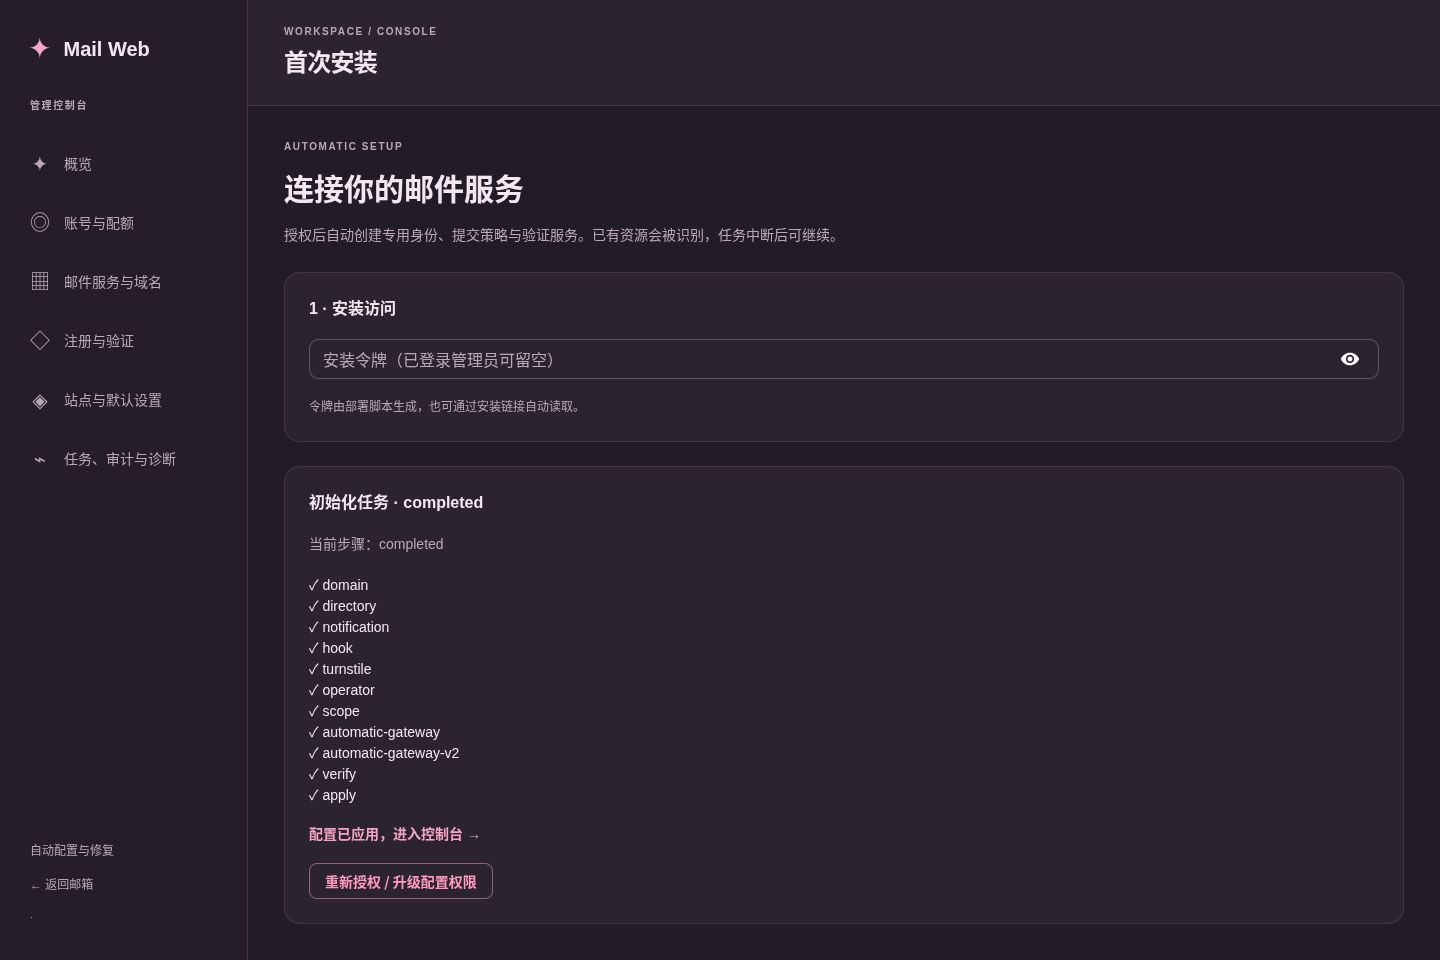 Mail Web
管理控制台
概览
账号与配额
邮件服务与域名
注册与验证
站点与默认设置
任务、审计与诊断
自动配置与修复
← 返回邮箱
WORKSPACE / CONSOLE
首次安装
AUTOMATIC SETUP
连接你的邮件服务
授权后自动创建专用身份、提交策略与验证服务。已有资源会被识别，任务中断后可继续。
1 · 安装访问
安装令牌（已登录管理员可留空）
令牌由部署脚本生成，也可通过安装链接自动读取。
初始化任务 · completed
当前步骤：completed
✓ domain
✓ directory
✓ notification
✓ hook
✓ turnstile
✓ operator
✓ scope
✓ automatic-gateway
✓ automatic-gateway-v2
✓ verify
✓ apply
配置已应用，进入控制台 →
重新授权 / 升级配置权限